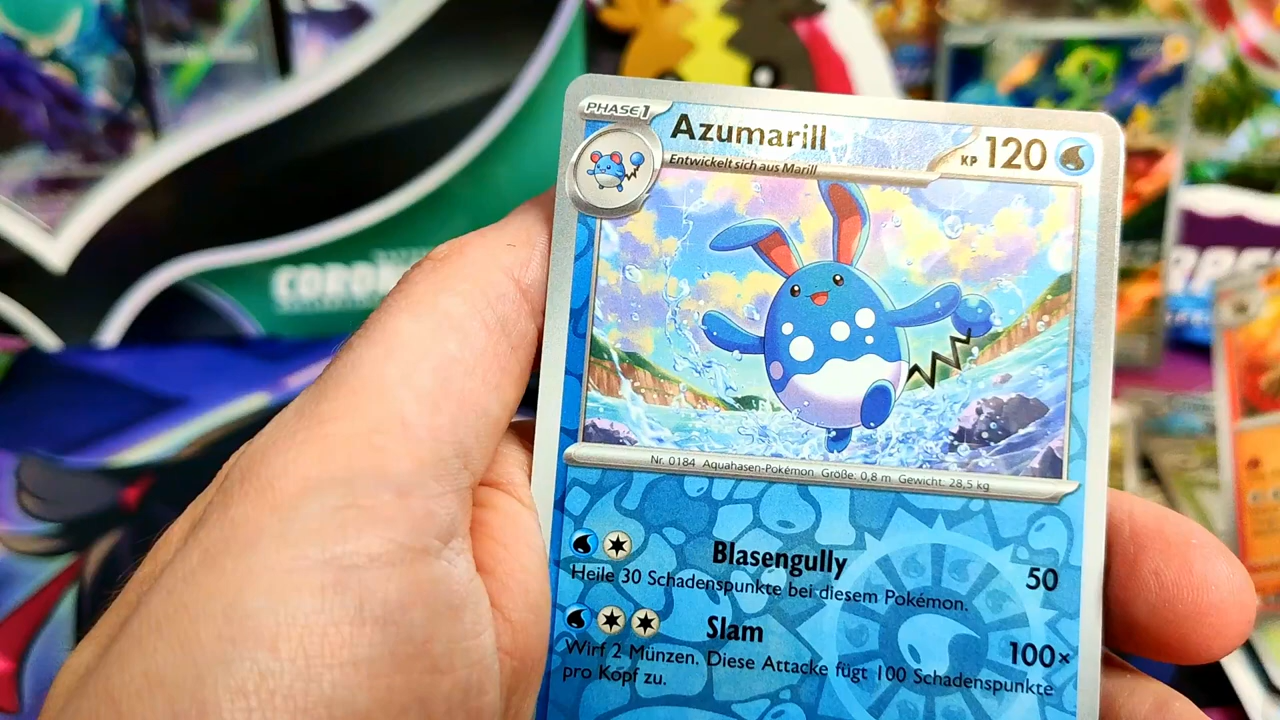 PHASE 1
Azumarill
KP 120
Entwickelt sich aus Marill
Nr. 0184 Aquahasen-Pokémon Größe: 0,8 m Gewicht: 28,5 kg
Blasengully 50
Heile 30 Schadenspunkte bei diesem Pokémon.
Slam 100×
Wirf 2 Münzen. Diese Attacke fügt 100 Schadenspunkte
pro Kopf zu.